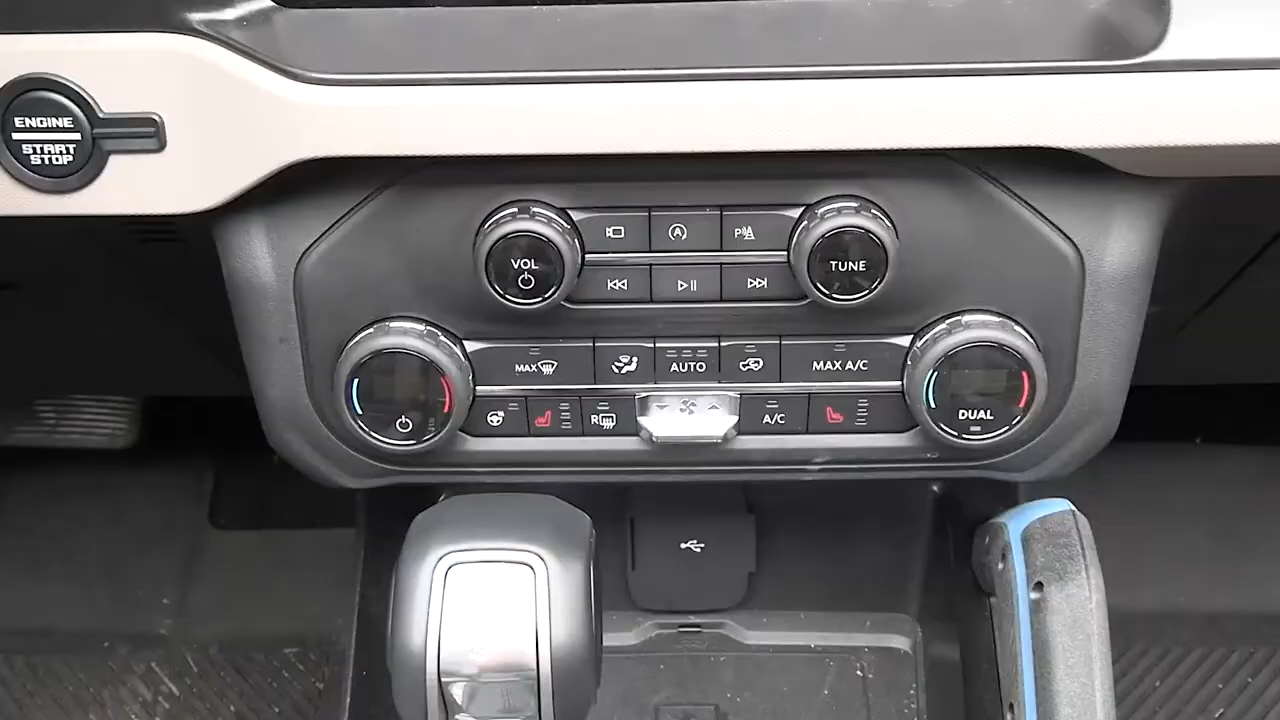 ENGINE
START
STOP
VOL
A
P
TUNE
MAX
AUTO
MAX A/C
R
A/C
DUAL